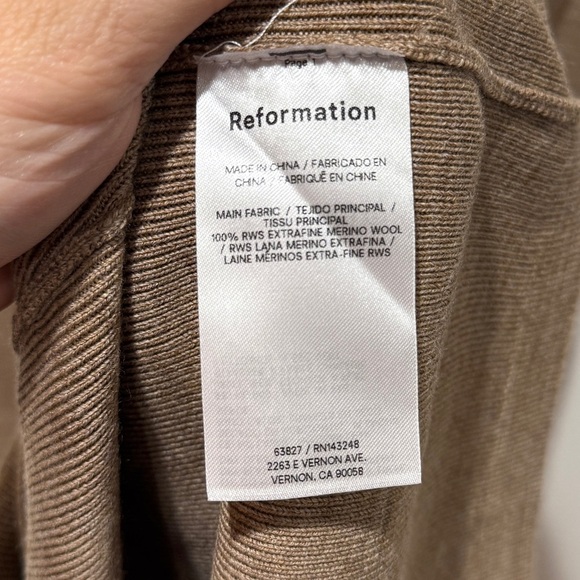 Page 1
Reformation
MADE IN CHINA / FABRICADO EN
CHINA / FABRIQUÉ EN CHINE
MAIN FABRIC / TEJIDO PRINCIPAL /
TISSU PRINCIPAL
100% RWS EXTRAFINE MERINO WOOL
/ RWS LANA MERINO EXTRAFINA /
LAINE MÉRINOS EXTRA-FINE RWS
63827 / RN143248
2263 E VERNON AVE.
VERNON, CA 90058